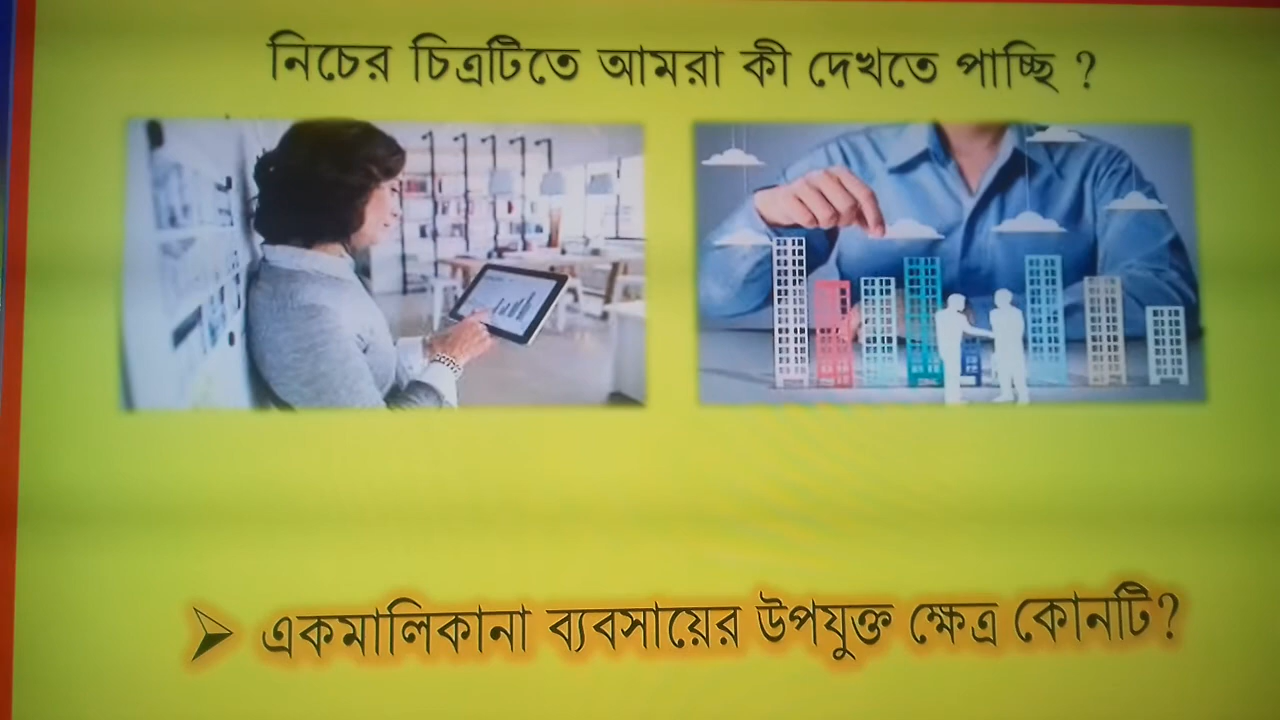 নিচের চিত্রটিতে আমরা কী দেখতে পাচ্ছি ?
➢ একমালিকানা ব্যবসায়ের উপযুক্ত ক্ষেত্র কোনটি?